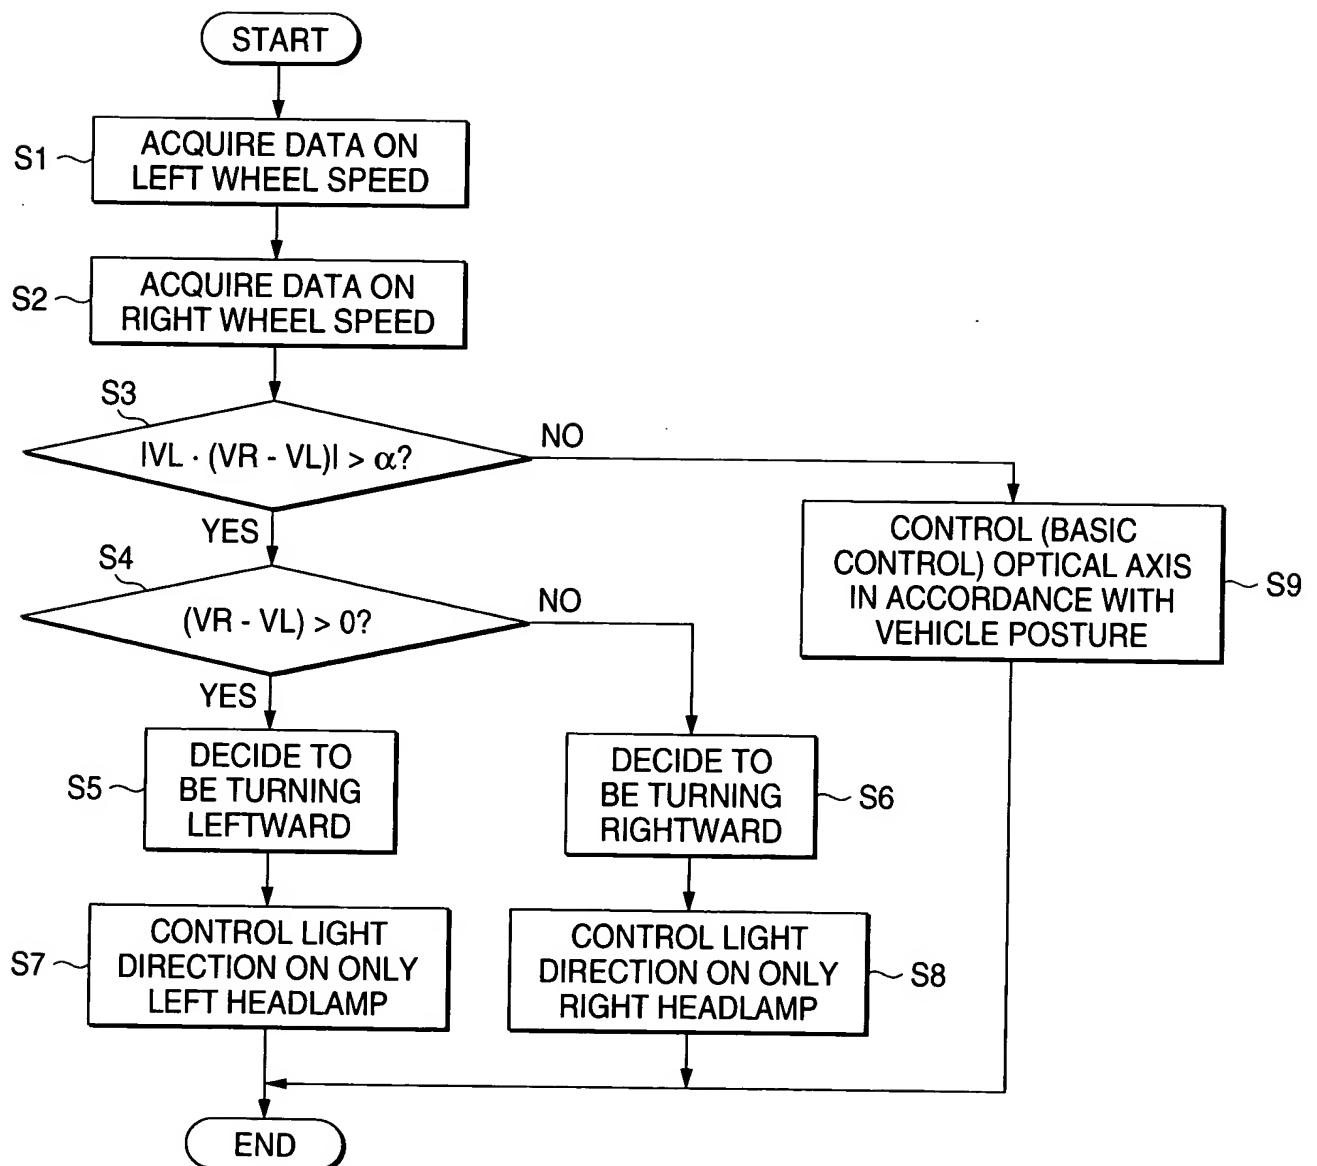 START
S1
ACQUIRE DATA ON
LEFT WHEEL SPEED
S2
ACQUIRE DATA ON
RIGHT WHEEL SPEED
S3
|VL · (VR - VL)| > α?
NO
YES
S4
(VR - VL) > 0?
NO
YES
CONTROL (BASIC
CONTROL) OPTICAL AXIS
IN ACCORDANCE WITH
VEHICLE POSTURE
S9
S5
DECIDE TO
BE TURNING
LEFTWARD
DECIDE TO
BE TURNING
RIGHTWARD
S6
S7
CONTROL LIGHT
DIRECTION ON ONLY
LEFT HEADLAMP
CONTROL LIGHT
DIRECTION ON ONLY
RIGHT HEADLAMP
S8
END